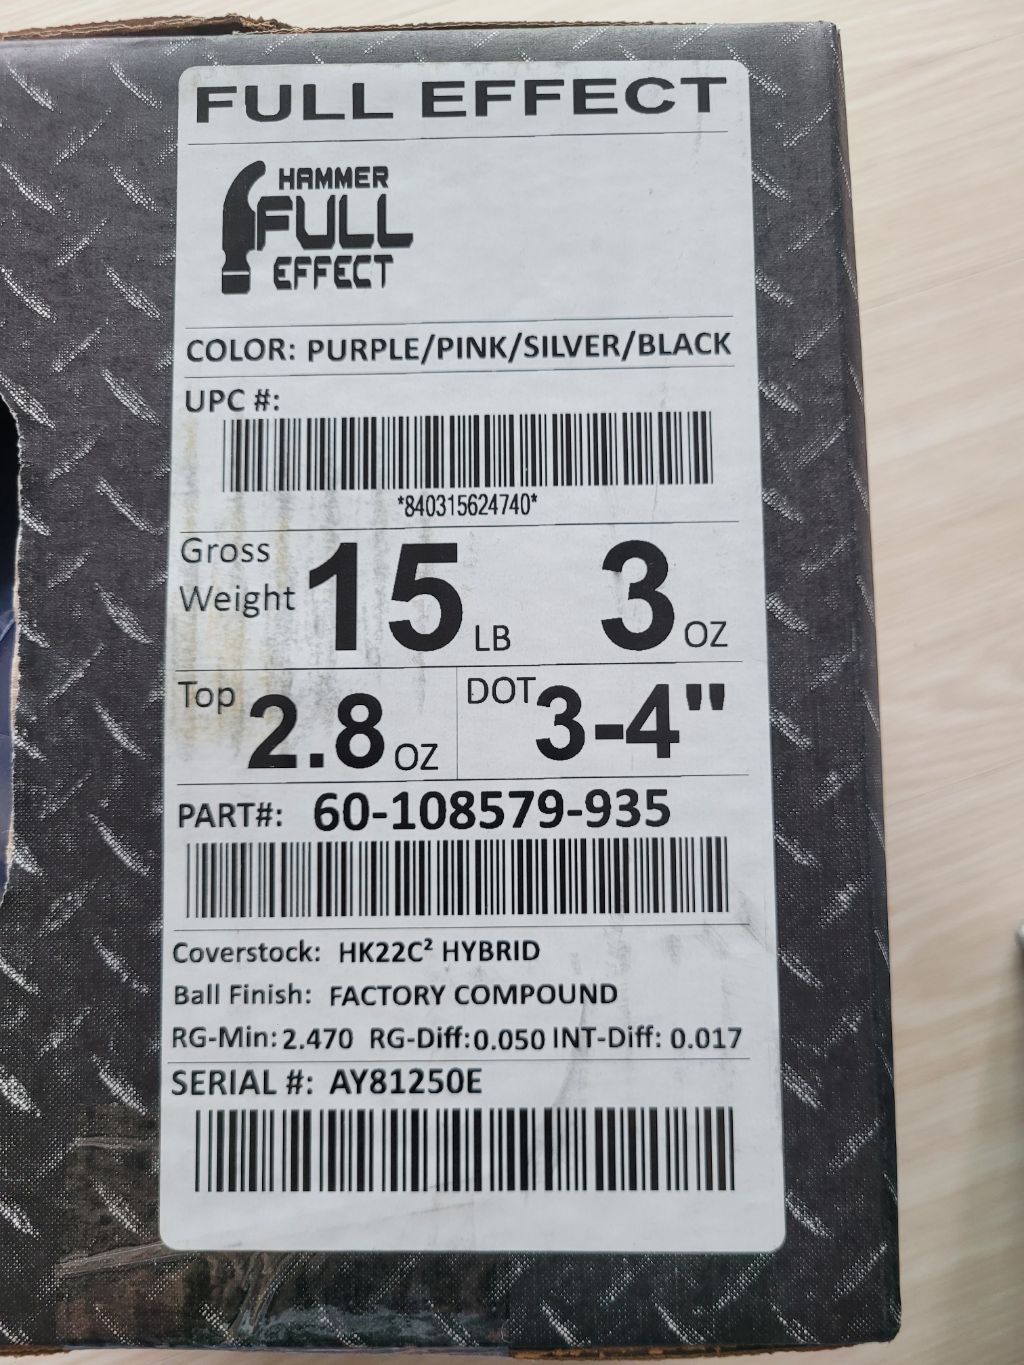 FULL EFFECT
HAMMER
FULL
EFFECT
COLOR: PURPLE/PINK/SILVER/BLACK
UPC #:
*840315624740*
Gross Weight 15 LB 3 OZ
Top 2.8 OZ DOT 3-4"
PART#: 60-108579-935
Coverstock: HK22C² HYBRID
Ball Finish: FACTORY COMPOUND
RG-Min: 2.470 RG-Diff: 0.050 INT-Diff: 0.017
SERIAL #: AY81250E